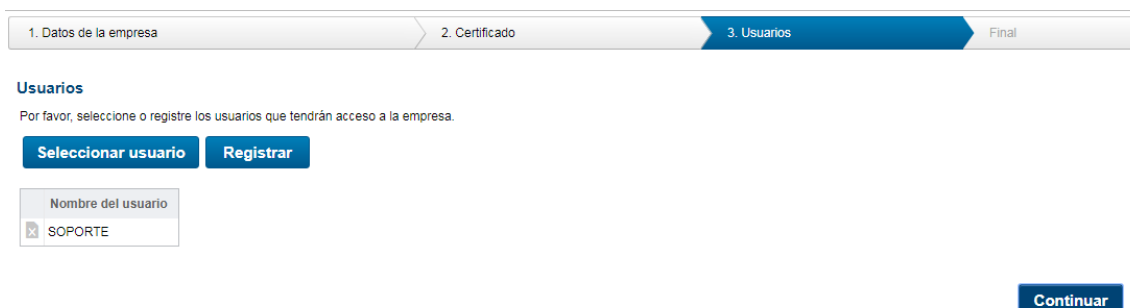 1. Datos de la empresa
2. Certificado
3. Usuarios
Final
Usuarios
Por favor, seleccione o registre los usuarios que tendrán acceso a la empresa.
Seleccionar usuario
Registrar
Nombre del usuario
SOPORTE
Continuar